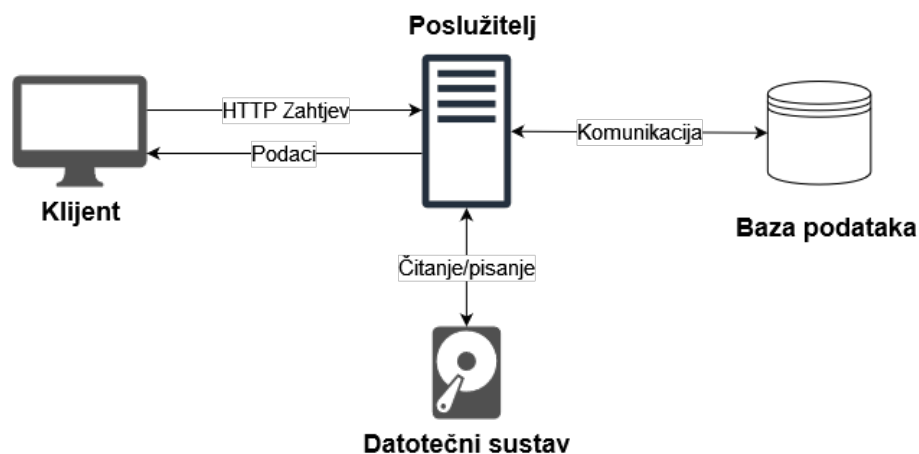 Poslužitelj
HTTP Zahtjev
Podaci
Komunikacija
Klijent
Baza podataka
Čitanje/pisanje
Datotečni sustav